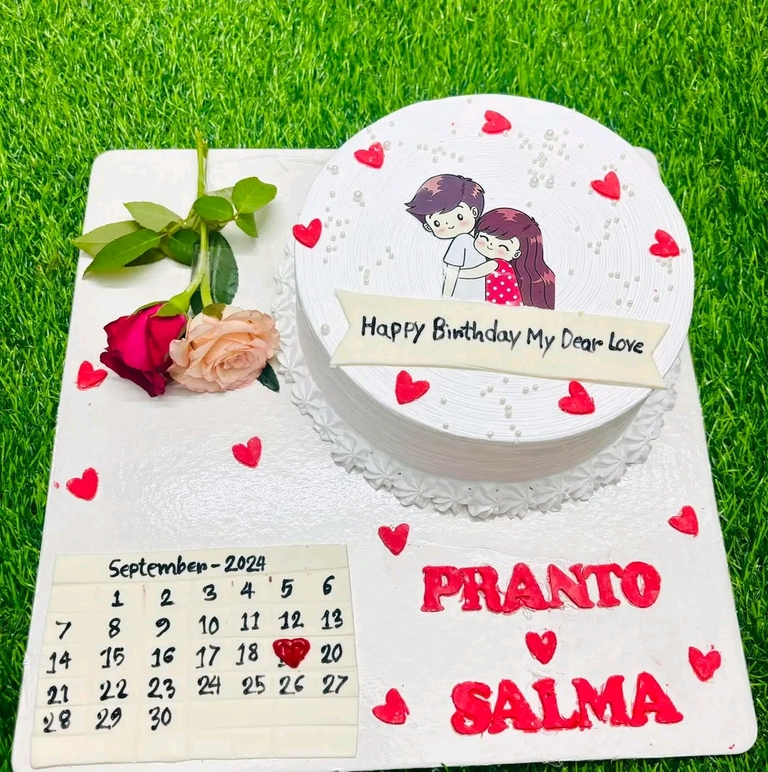 Happy Birthday My Dear Love
September-2024
1 2 3 4 5 6
7 8 9 10 11 12 13
14 15 16 17 18 20
21 22 23 24 25 26 27
28 29 30
PRANTO
SALMA